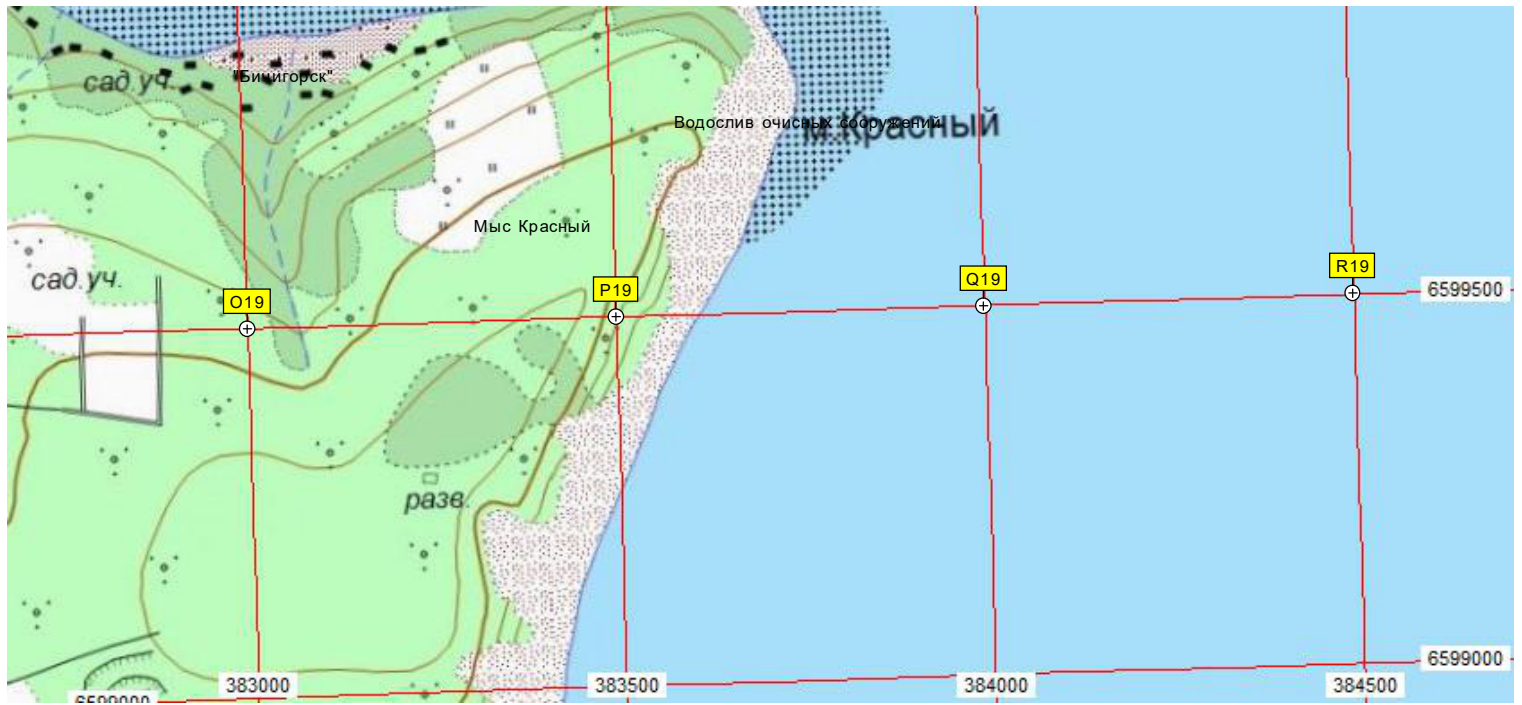 сад.уч.
"Бичигорск"
Водослив очисных сооружений
м.Красный
Мыс Красный
сад.уч.
O19
P19
Q19
R19
6599500
разв.
6599000
383000
383500
384000
384500
6599000